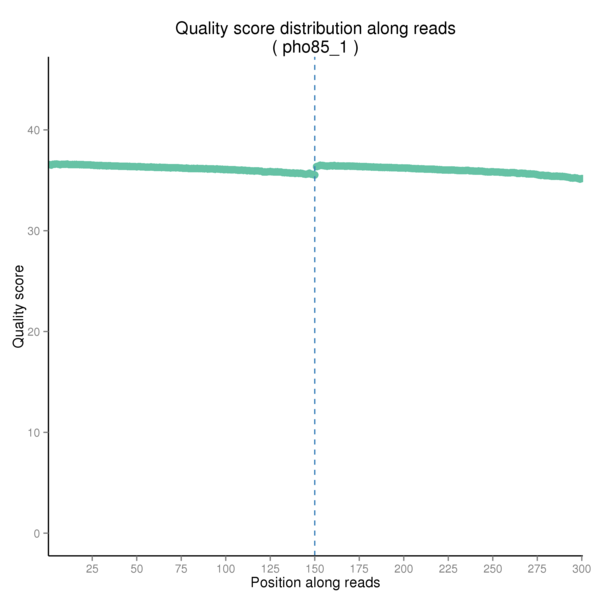 Quality score distribution along reads
( pho85_1 )
Quality score
40
30
20
10
0
25 50 75 100 125 150 175 200 225 250 275 300
Position along reads